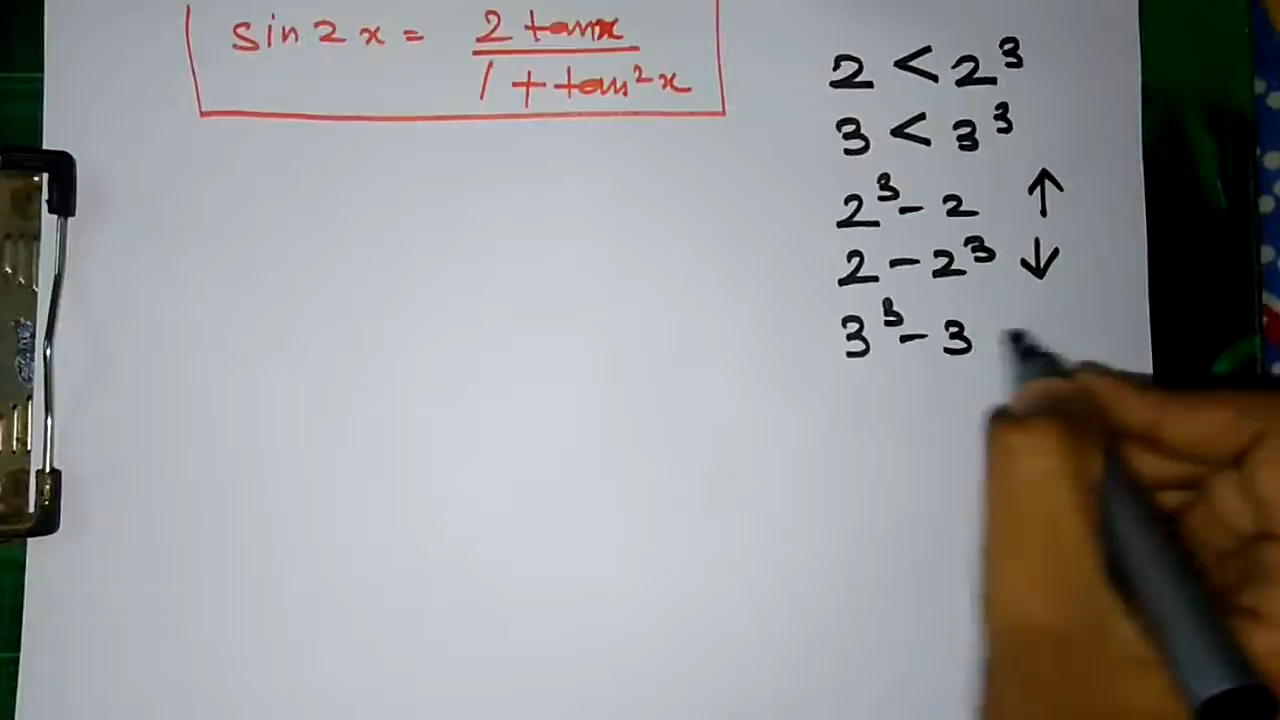 sin 2x = 2 tanx / 1 + tan²x
2 < 2³
3 < 3³
2³ - 2 ↑
2 - 2³ ↓
3³ - 3